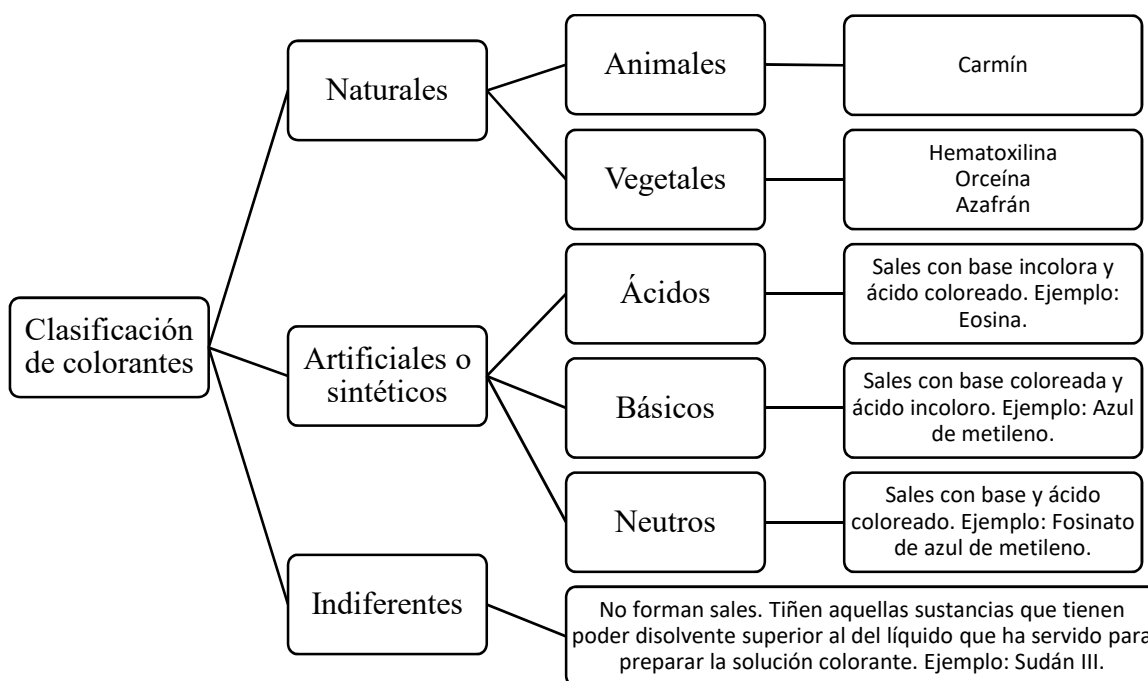 Clasificación
de colorantes
Naturales
Animales
Carmín
Vegetales
Hematoxilina
Orceína
Azafrán
Artificiales o
sintéticos
Ácidos
Sales con base incolora y
ácido coloreado. Ejemplo:
Eosina.
Básicos
Sales con base coloreada y
ácido incoloro. Ejemplo: Azul
de metileno.
Neutros
Sales con base y ácido
coloreado. Ejemplo: Fosinato
de azul de metileno.
Indiferentes
No forman sales. Tiñen aquellas sustancias que tienen
poder disolvente superior al del líquido que ha servido para
preparar la solución colorante. Ejemplo: Sudán III.